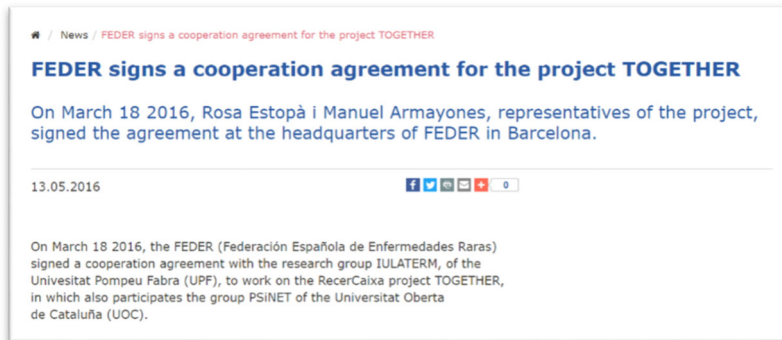 / News / FEDER signs a cooperation agreement for the project TOGETHER
FEDER signs a cooperation agreement for the project TOGETHER
On March 18 2016, Rosa Estopà i Manuel Armayones, representatives of the project,
signed the agreement at the headquarters of FEDER in Barcelona.
13.05.2016
0
On March 18 2016, the FEDER (Federación Española de Enfermedades Raras)
signed a cooperation agreement with the research group IULATERM, of the
Univesitat Pompeu Fabra (UPF), to work on the RecerCaixa project TOGETHER,
in which also participates the group PSiNET of the Universitat Oberta
de Cataluña (UOC).